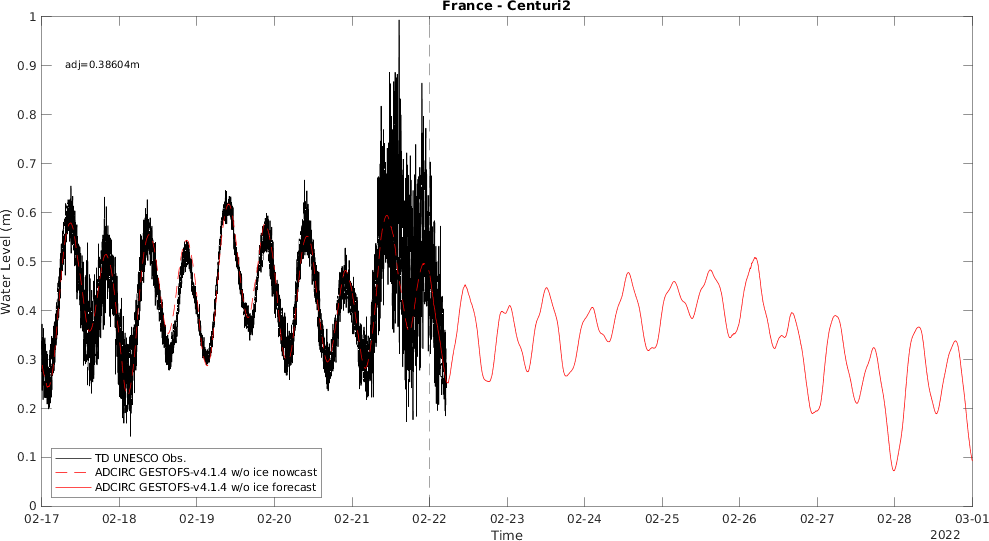 France - Centuri2
adj=0.38604m
Water Level (m)
1
0.9
0.8
0.7
0.6
0.5
0.4
0.3
0.2
0.1
0
TD UNESCO Obs.
ADCIRC GESTOFS-v4.1.4 w/o ice nowcast
ADCIRC GESTOFS-v4.1.4 w/o ice forecast
02-17 02-18 02-19 02-20 02-21 02-22 02-23 02-24 02-25 02-26 02-27 02-28 03-01
Time
2022